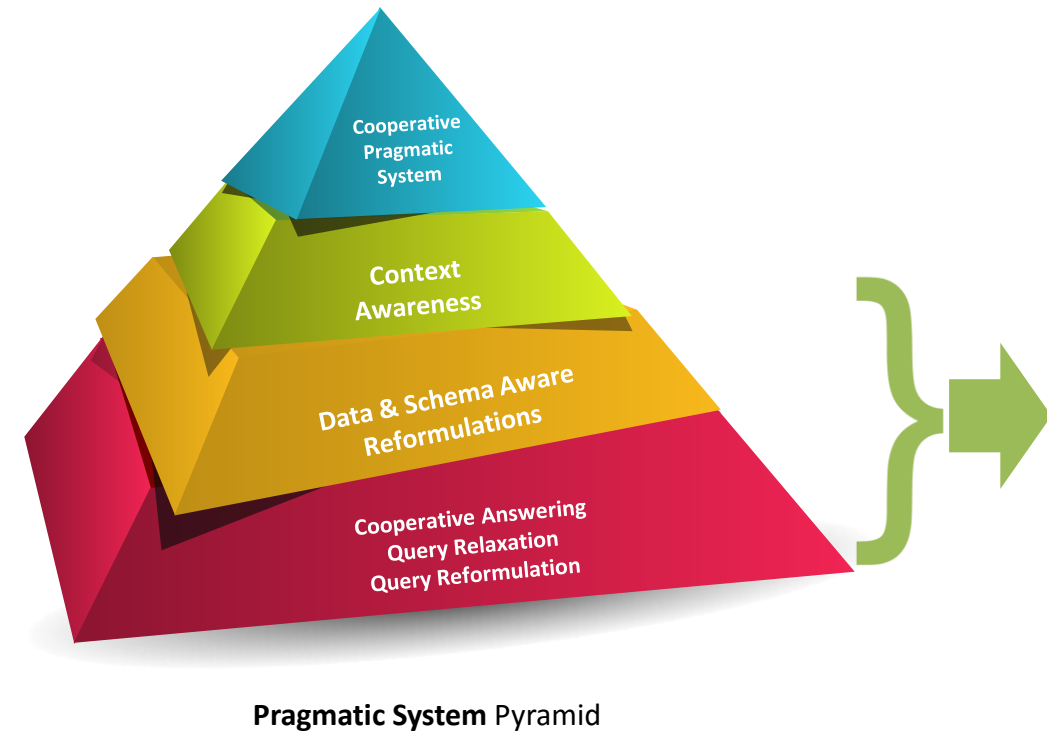 Cooperative
Pragmatic
System
Context
Awareness
Data & Schema Aware
Reformulations
Cooperative Answering
Query Relaxation
Query Reformulation
Pragmatic System Pyramid